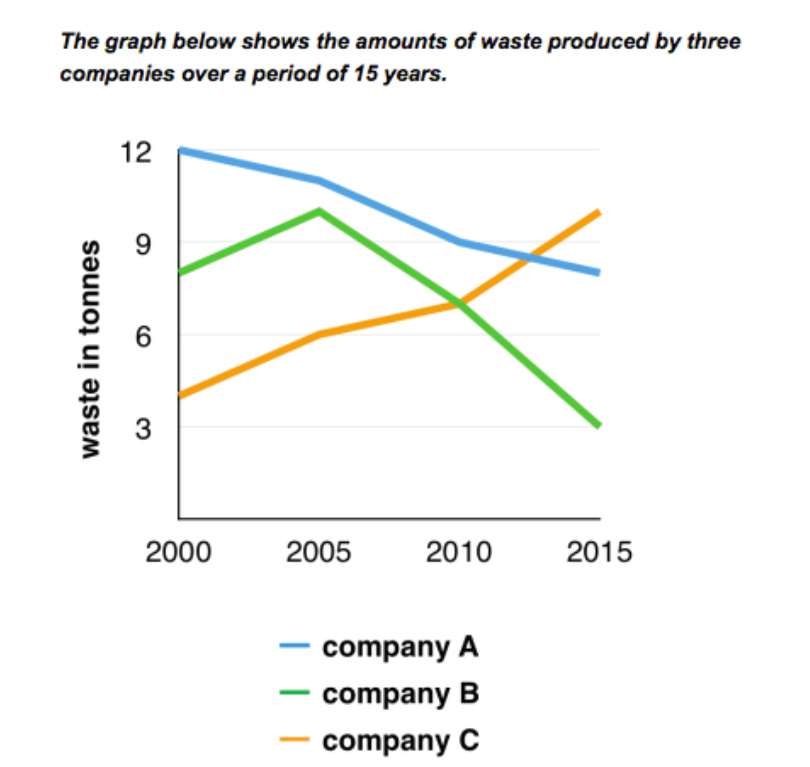 The graph below shows the amounts of waste produced by three
companies over a period of 15 years.
12
9
6
3
waste in tonnes
2000 2005 2010 2015
company A
company B
company C